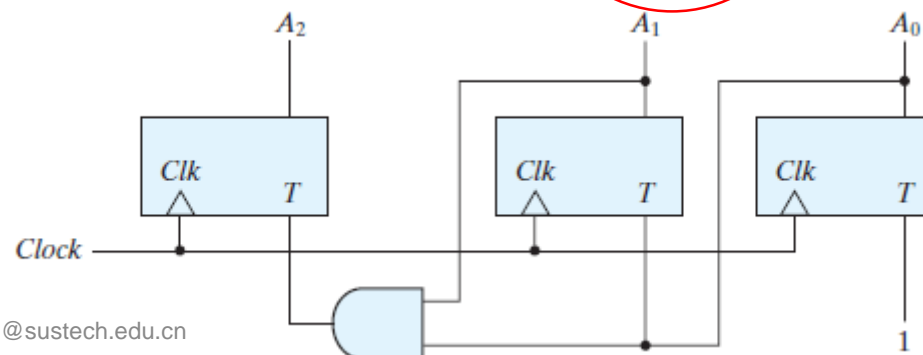 A2 A1 A0
Clk T Clk T Clk T
Clock
@sustech.edu.cn
1